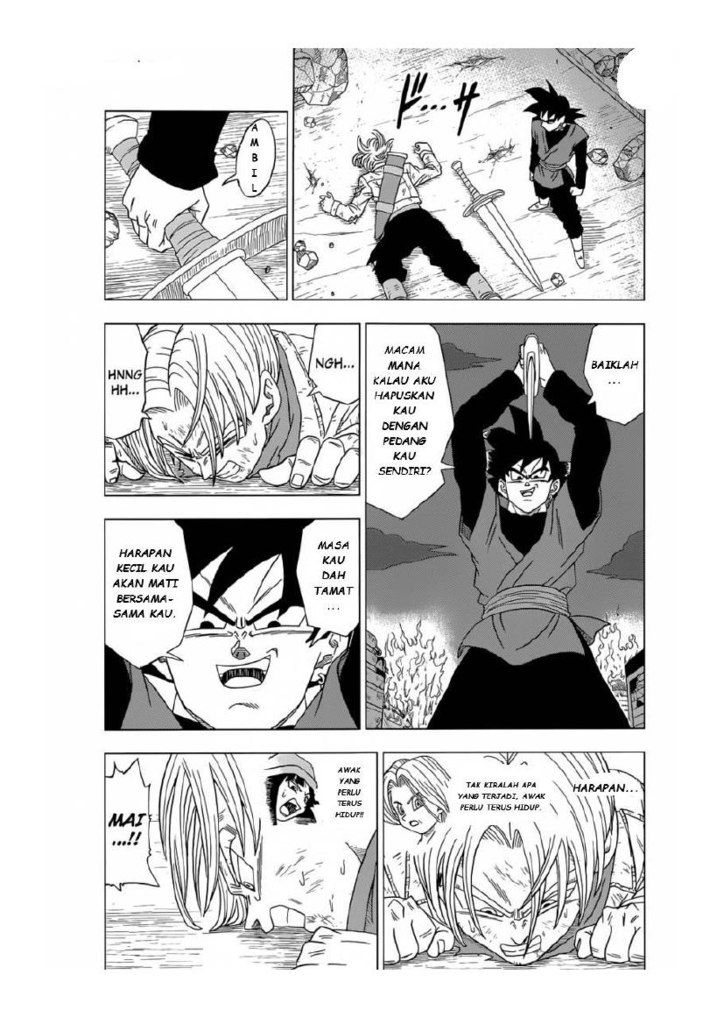 ド…サ
AMBIL
BAIKLAH
...
MACAM
MANA
KALAU AKU
HAPUSKAN
KAU
DENGAN
PEDANG
KAU
SENDIRI?
NGH...
HNNG
HH...
MASA
KAU
DAH
TAMAT
...
HARAPAN
KECIL KAU
AKAN MATI
BERSAMA-
SAMA KAU.
HARAPAN...
TAK KIRALAH APA
YANG TERJADI, AWAK
PERLU TERUS HIDUP.
AWAK
YANG
PERLU
TERUS
HIDUP!!
MAI
...!!